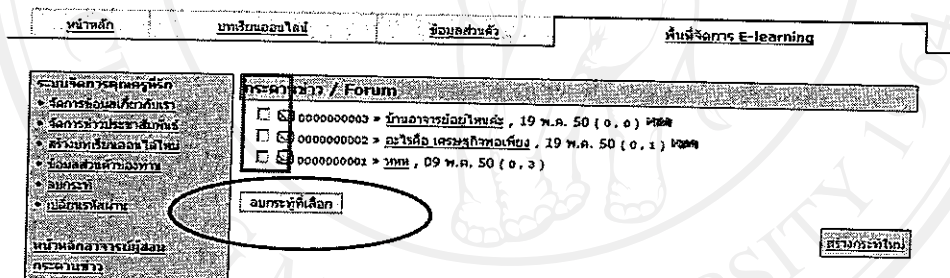 หน้าหลัก บทเรียนออนไลน์ ข้อมูลส่วนตัว พื้นที่จัดการ E-learning
ระบบจัดการคุณครูที่รัก
• จัดการข้อมูลเกี่ยวกับเรา
• จัดการข่าวประชาสัมพันธ์
• สร้างบทเรียนออนไลน์ใหม่
• ข้อมูลส่วนตัวของท่าน
• ลบกระทู้
• เปลี่ยนรหัสผ่าน
หน้าหลักอาจารย์ผู้สอน
กระดานข่าว
กระดานข่าว / Forum
0000000003 » บ้านอาจารย์อยู่ไหนค่ะ , 19 พ.ค. 50 ( 0 , 0 )
0000000002 » อะไรคือ เศรษฐกิจพอเพียง , 19 พ.ค. 50 ( 0 , 1 )
0000000001 » หหห , 09 พ.ค. 50 ( 0 , 3 )
ลบกระทู้ที่เลือก
สร้างกระทู้ใหม่